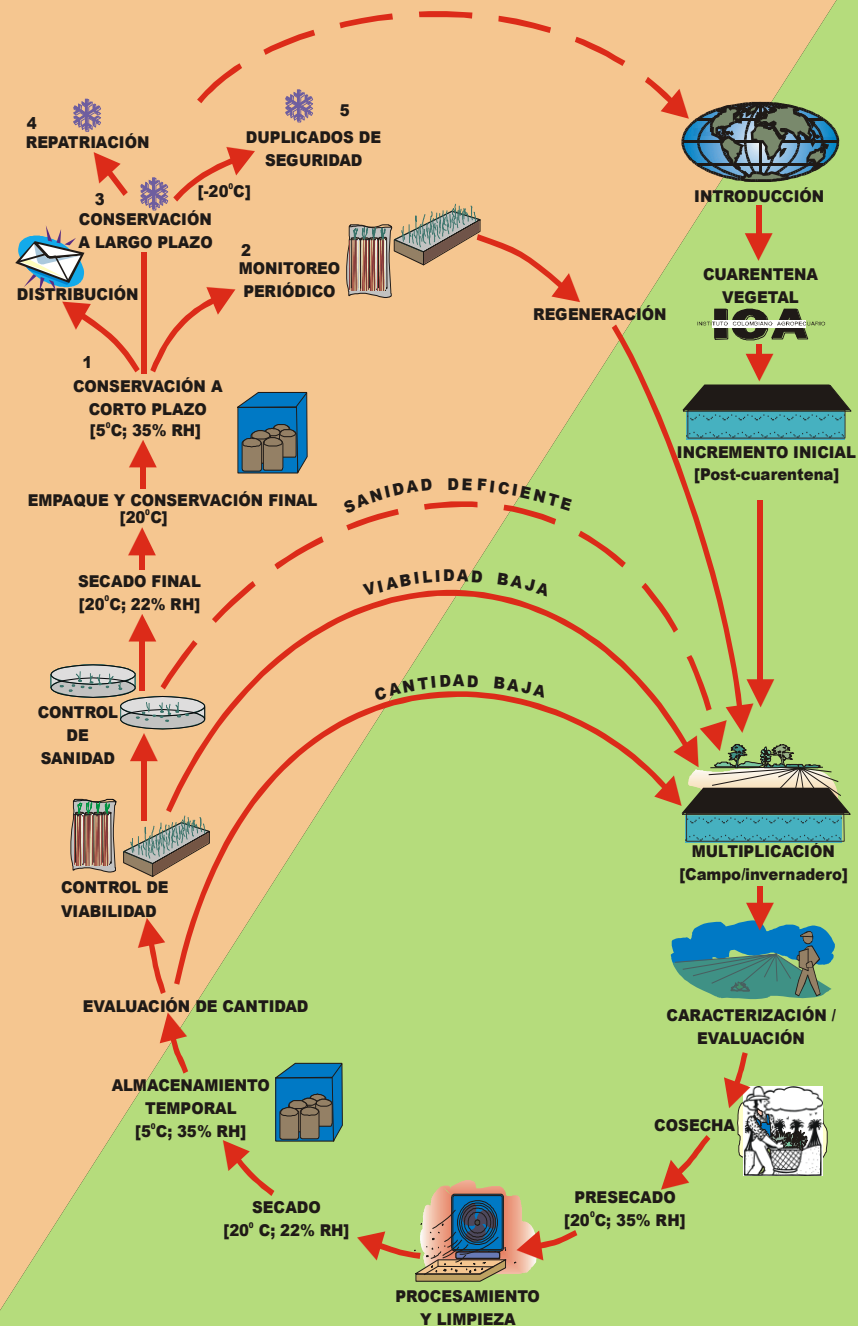 4
REPATRIACIÓN
5
DUPLICADOS DE
SEGURIDAD
[-20°C]
3
CONSERVACIÓN
A LARGO PLAZO
DISTRIBUCIÓN
2
MONITOREO
PERIÓDICO
REGENERACIÓN
INTRODUCCIÓN
CUARENTENA
VEGETAL
ICA
INSTITUTO COLOMBIANO AGROPECUARIO
INCREMENTO INICIAL
[Post-cuarentena]
1
CONSERVACIÓN A
CORTO PLAZO
[5°C; 35% RH]
EMPAQUE Y CONSERVACIÓN FINAL
[20°C]
SECADO FINAL
[20°C; 22% RH]
SANIDAD DEFICIENTE
VIABILIDAD BAJA
CANTIDAD BAJA
CONTROL
DE
SANIDAD
CONTROL DE
VIABILIDAD
MULTIPLICACIÓN
[Campo/invernadero]
EVALUACIÓN DE CANTIDAD
CARACTERIZACIÓN /
EVALUACIÓN
ALMACENAMIENTO
TEMPORAL
[5°C; 35% RH]
COSECHA
SECADO
[20° C; 22% RH]
PRESECADO
[20°C; 35% RH]
PROCESAMIENTO
Y LIMPIEZA